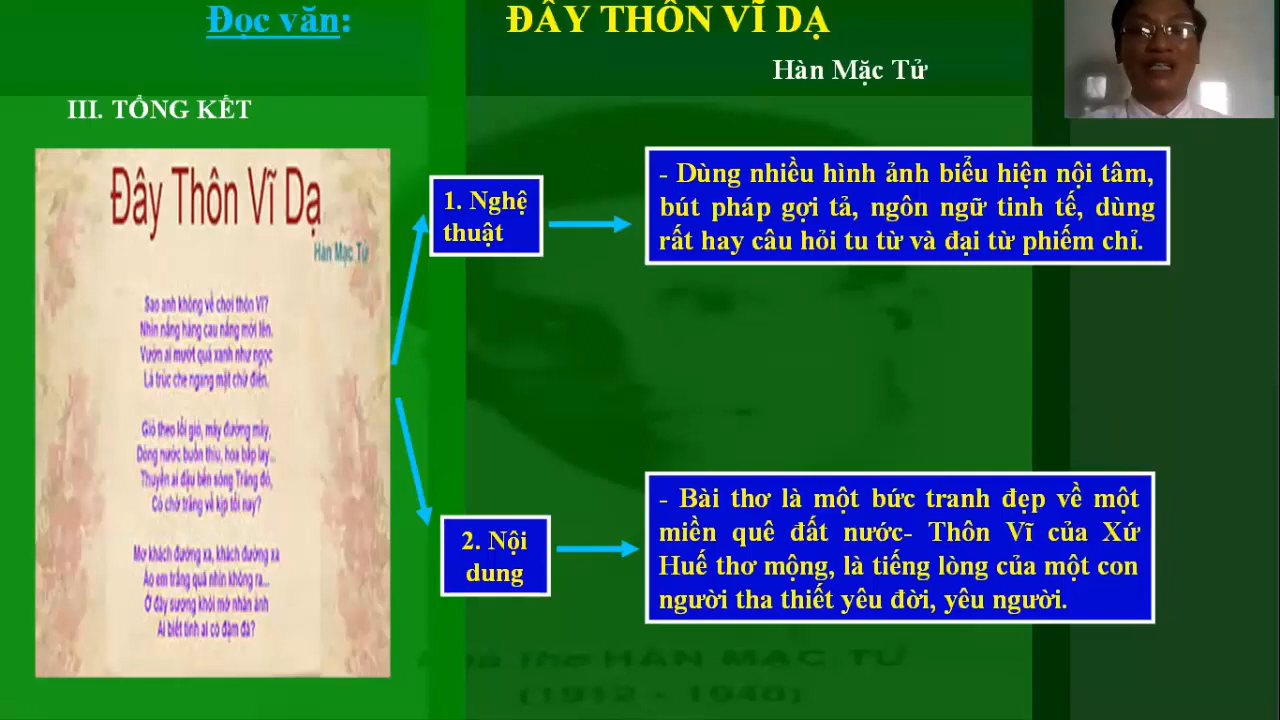 Đọc văn:
ĐÂY THÔN VĨ DẠ
Hàn Mặc Tử
III. TỔNG KẾT
Đây Thôn Vĩ Dạ
Hàn Mặc Tử
Sao anh không về chơi thôn Vĩ?
Nhìn nắng hàng cau nắng mới lên.
Vườn ai mướt quá xanh như ngọc
Lá trúc che ngang mặt chữ điền.
Gió theo lối gió, mây đường mây,
Dòng nước buồn thiu, hoa bắp lay...
Thuyền ai đậu bến sông Trăng đó,
Có chở trăng về kịp tối nay?
Mơ khách đường xa, khách đường xa
Áo em trắng quá nhìn không ra...
Ở đây sương khói mờ nhân ảnh
Ai biết tình ai có đậm đà?
1. Nghệ
thuật
- Dùng nhiều hình ảnh biểu hiện nội tâm,
bút pháp gợi tả, ngôn ngữ tinh tế, dùng
rất hay câu hỏi tu từ và đại từ phiếm chỉ.
2. Nội
dung
- Bài thơ là một bức tranh đẹp về một
miền quê đất nước- Thôn Vĩ của Xứ
Huế thơ mộng, là tiếng lòng của một con
người tha thiết yêu đời, yêu người.
thơ HÀN MẶC TỬ
(1912 - 1940)